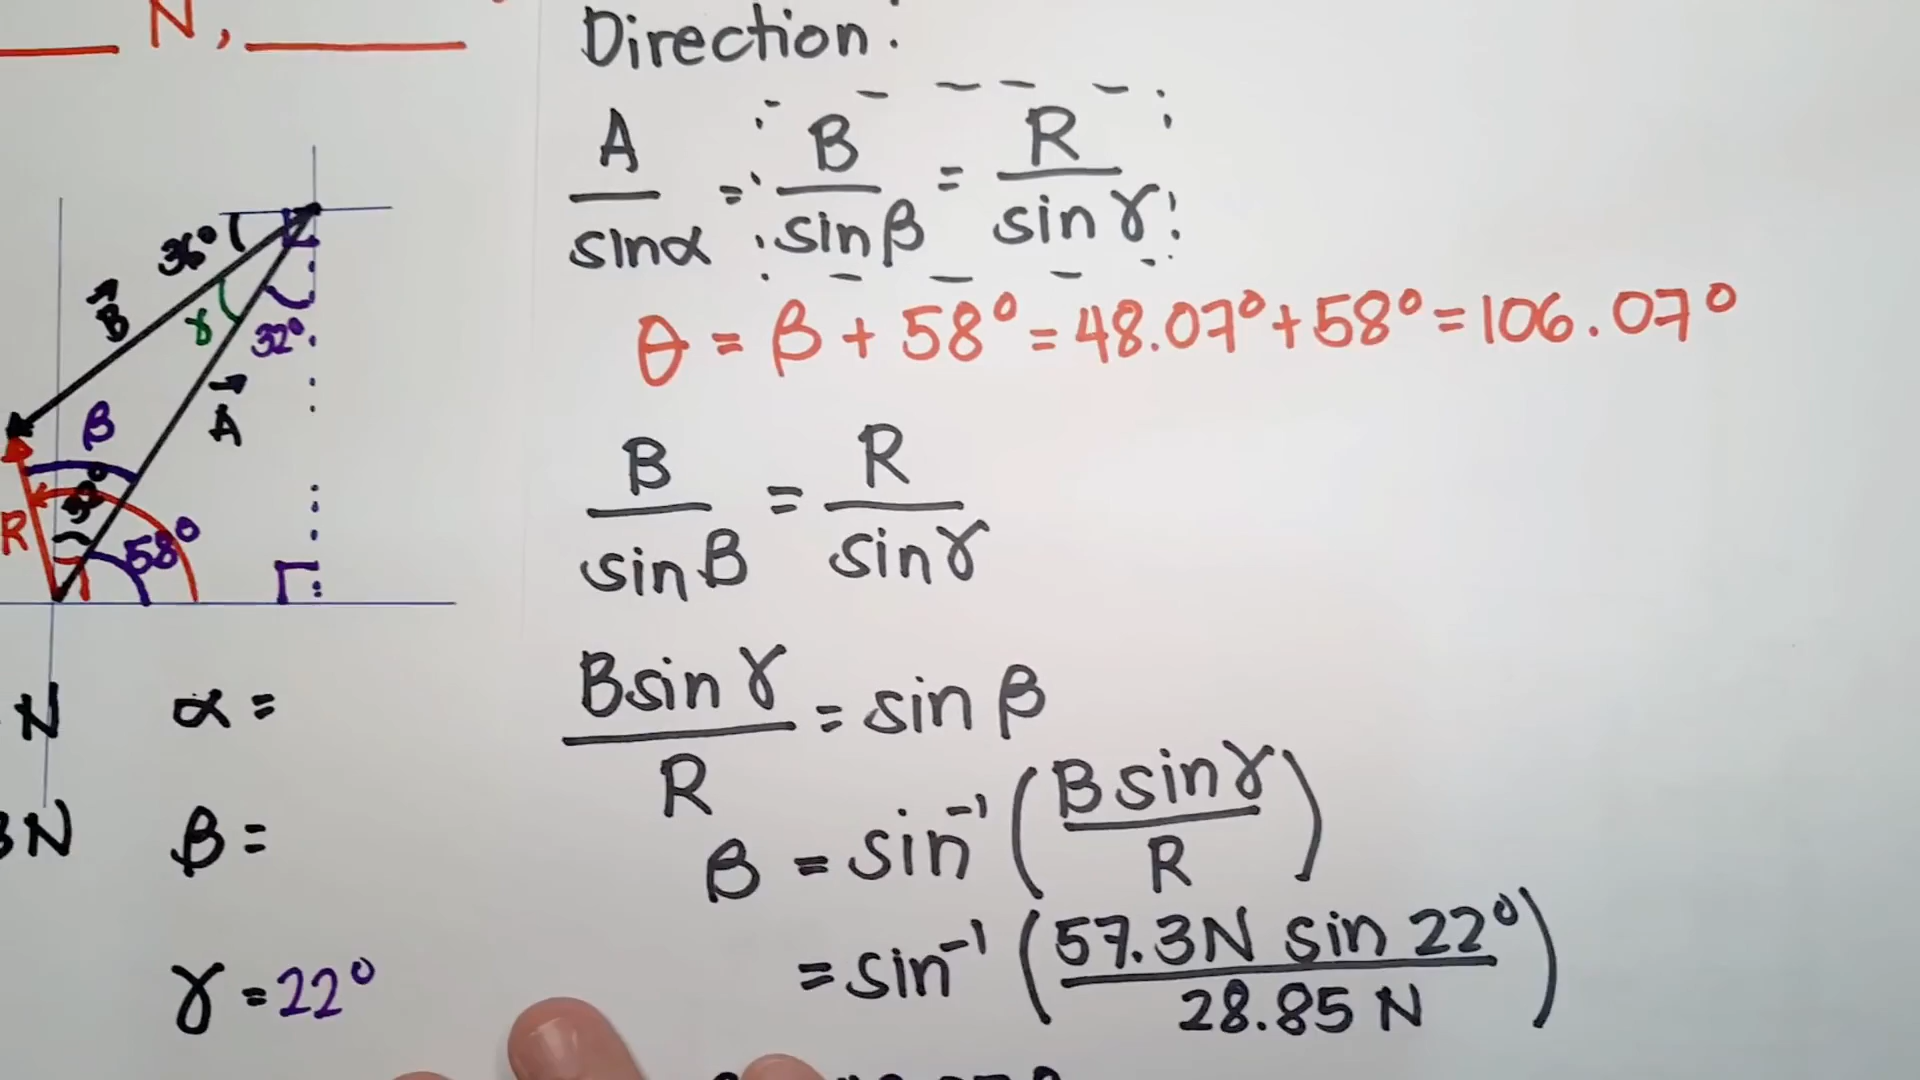 N,
Direction:
A/sinα = B/sinβ = R/sinγ
θ = β + 58° = 48.07° + 58° = 106.07°
36°
B
γ
32°
A
β
R
58°
B/sinβ = R/sinγ
Bsinγ/R = sinβ
N α =
β = sin⁻¹(Bsinγ/R)
N β =
= sin⁻¹(57.3N sin 22°/28.85 N)
γ = 22°